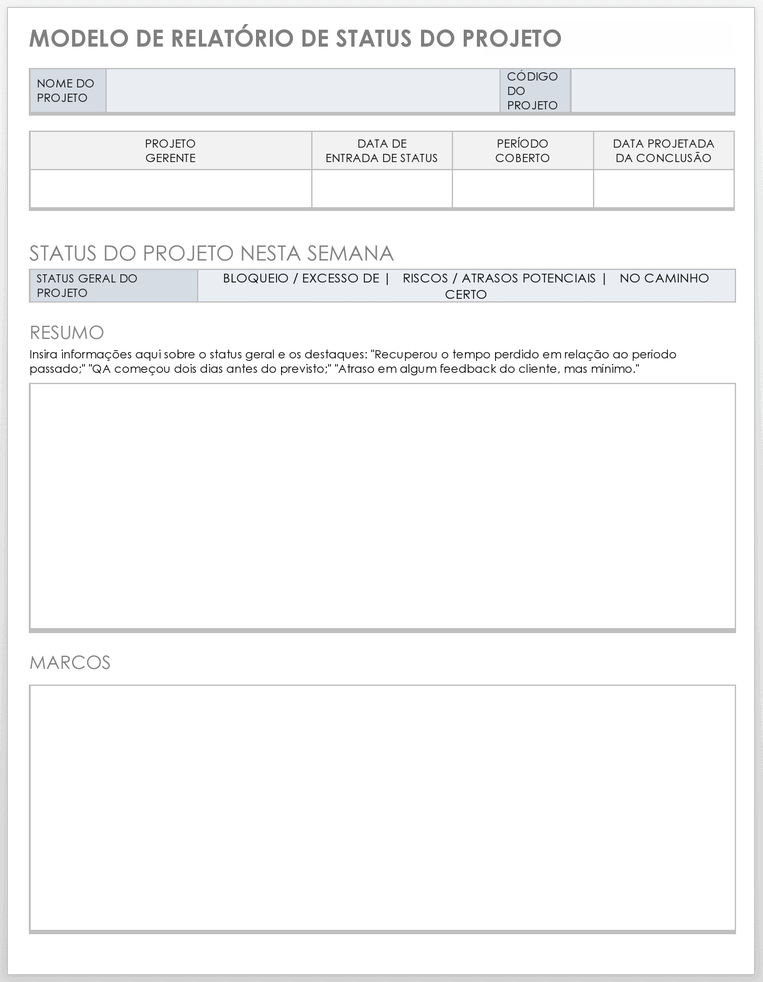 MODELO DE RELATÓRIO DE STATUS DO PROJETO
NOME DO
PROJETO
CÓDIGO
DO
PROJETO
PROJETO
GERENTE
DATA DE
ENTRADA DE STATUS
PERÍODO
COBERTO
DATA PROJETADA
DA CONCLUSÃO
STATUS DO PROJETO NESTA SEMANA
STATUS GERAL DO
PROJETO
BLOQUEIO / EXCESSO DE | RISCOS / ATRASOS POTENCIAIS | NO CAMINHO
CERTO
RESUMO
Insira informações aqui sobre o status geral e os destaques: "Recuperou o tempo perdido em relação ao período
passado;" "QA começou dois dias antes do previsto;" "Atraso em algum feedback do cliente, mas mínimo."
MARCOS